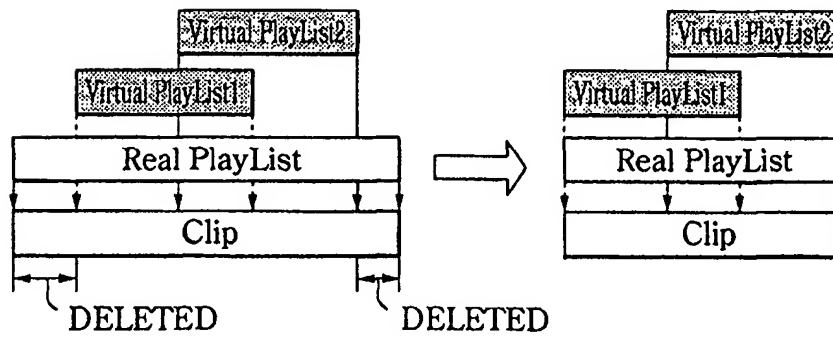 Virtual PlayList2
Virtual PlayList1
Real PlayList
Clip
DELETED
DELETED
Virtual PlayList2
Virtual PlayList1
Real PlayList
Clip